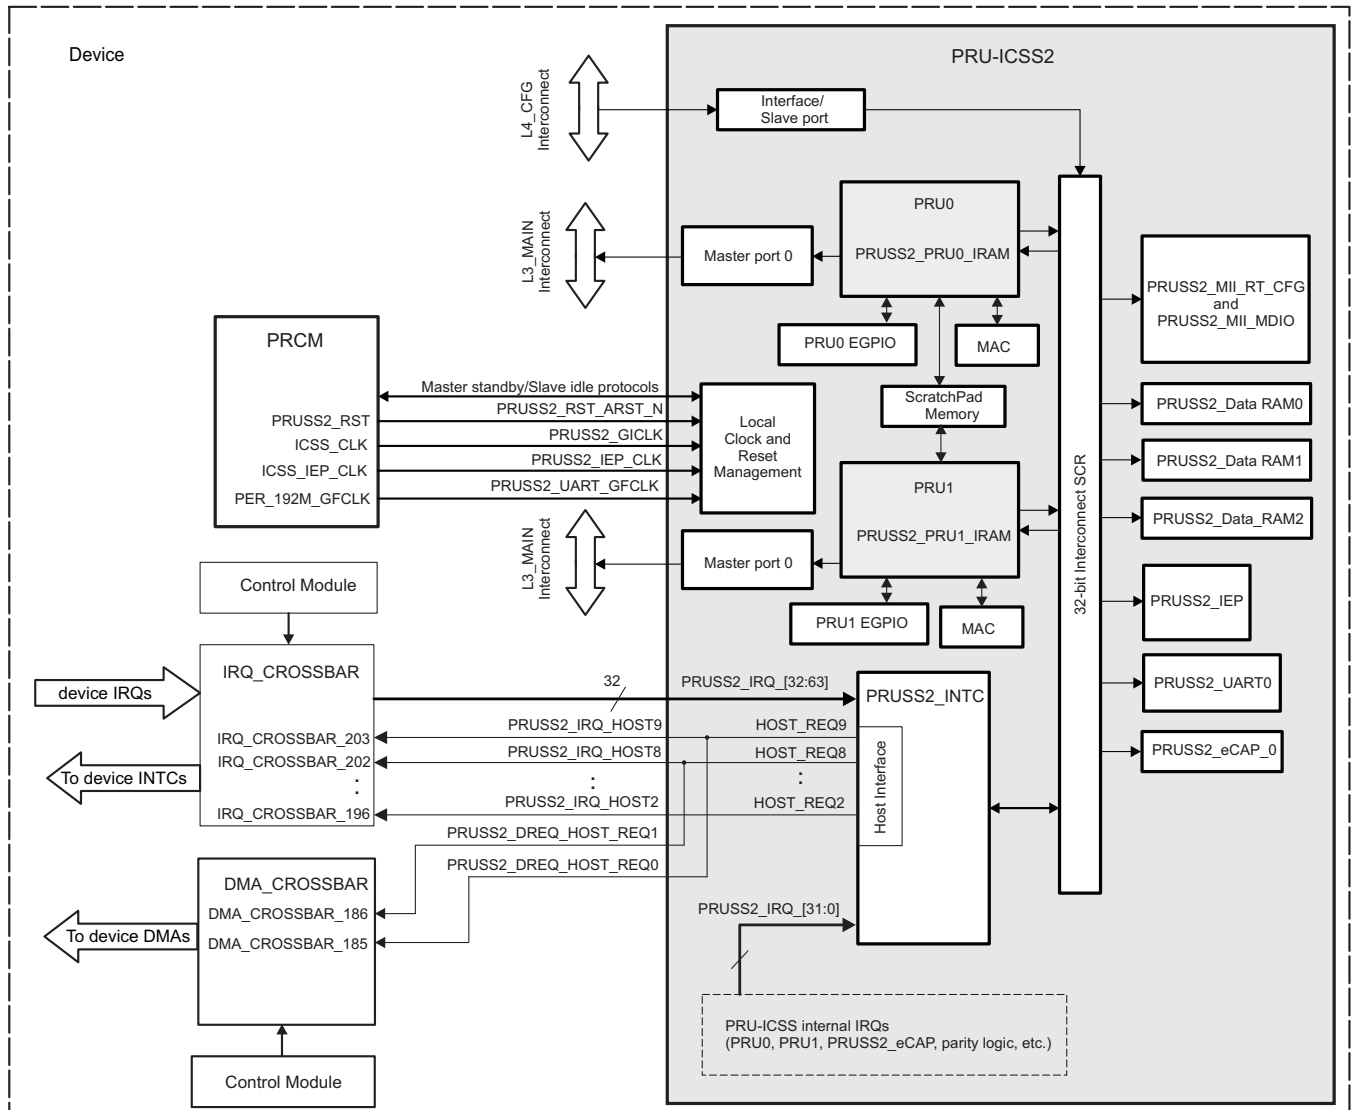 Device
PRU-ICSS2
L4_CFG
Interconnect
Interface/
Slave port
L3_MAIN
Interconnect
Master port 0
PRU0
PRUSS2_PRU0_IRAM
PRU0 EGPIO
MAC
ScratchPad
Memory
PRUSS2_MII_RT_CFG
and
PRUSS2_MII_MDIO
PRUSS2_Data RAM0
PRUSS2_Data RAM1
PRUSS2_Data_RAM2
PRUSS2_IEP
PRUSS2_UART0
PRUSS2_eCAP_0
32-bit Interconnect SCR
PRCM
PRUSS2_RST
ICSS_CLK
ICSS_IEP_CLK
PER_192M_GFCLK
Master standby/Slave idle protocols
PRUSS2_RST_ARST_N
PRUSS2_GICLK
PRUSS2_IEP_CLK
PRUSS2_UART_GFCLK
Local
Clock and
Reset
Management
PRU1
PRUSS2_PRU1_IRAM
L3_MAIN
Interconnect
Master port 0
PRU1 EGPIO
MAC
Control Module
IRQ_CROSSBAR
device IRQs
IRQ_CROSSBAR_203
IRQ_CROSSBAR_202
:
IRQ_CROSSBAR_196
To device INTCs
32
PRUSS2_IRQ_[32:63]
PRUSS2_IRQ_HOST9
HOST_REQ9
PRUSS2_IRQ_HOST8
HOST_REQ8
:
:
PRUSS2_IRQ_HOST2
HOST_REQ2
PRUSS2_DREQ_HOST_REQ1
PRUSS2_DREQ_HOST_REQ0
PRUSS2_INTC
Host Interface
DMA_CROSSBAR
DMA_CROSSBAR_186
DMA_CROSSBAR_185
To device DMAs
Control Module
PRUSS2_IRQ_[31:0]
PRU-ICSS internal IRQs
(PRU0, PRU1, PRUSS2_eCAP, parity logic, etc.)